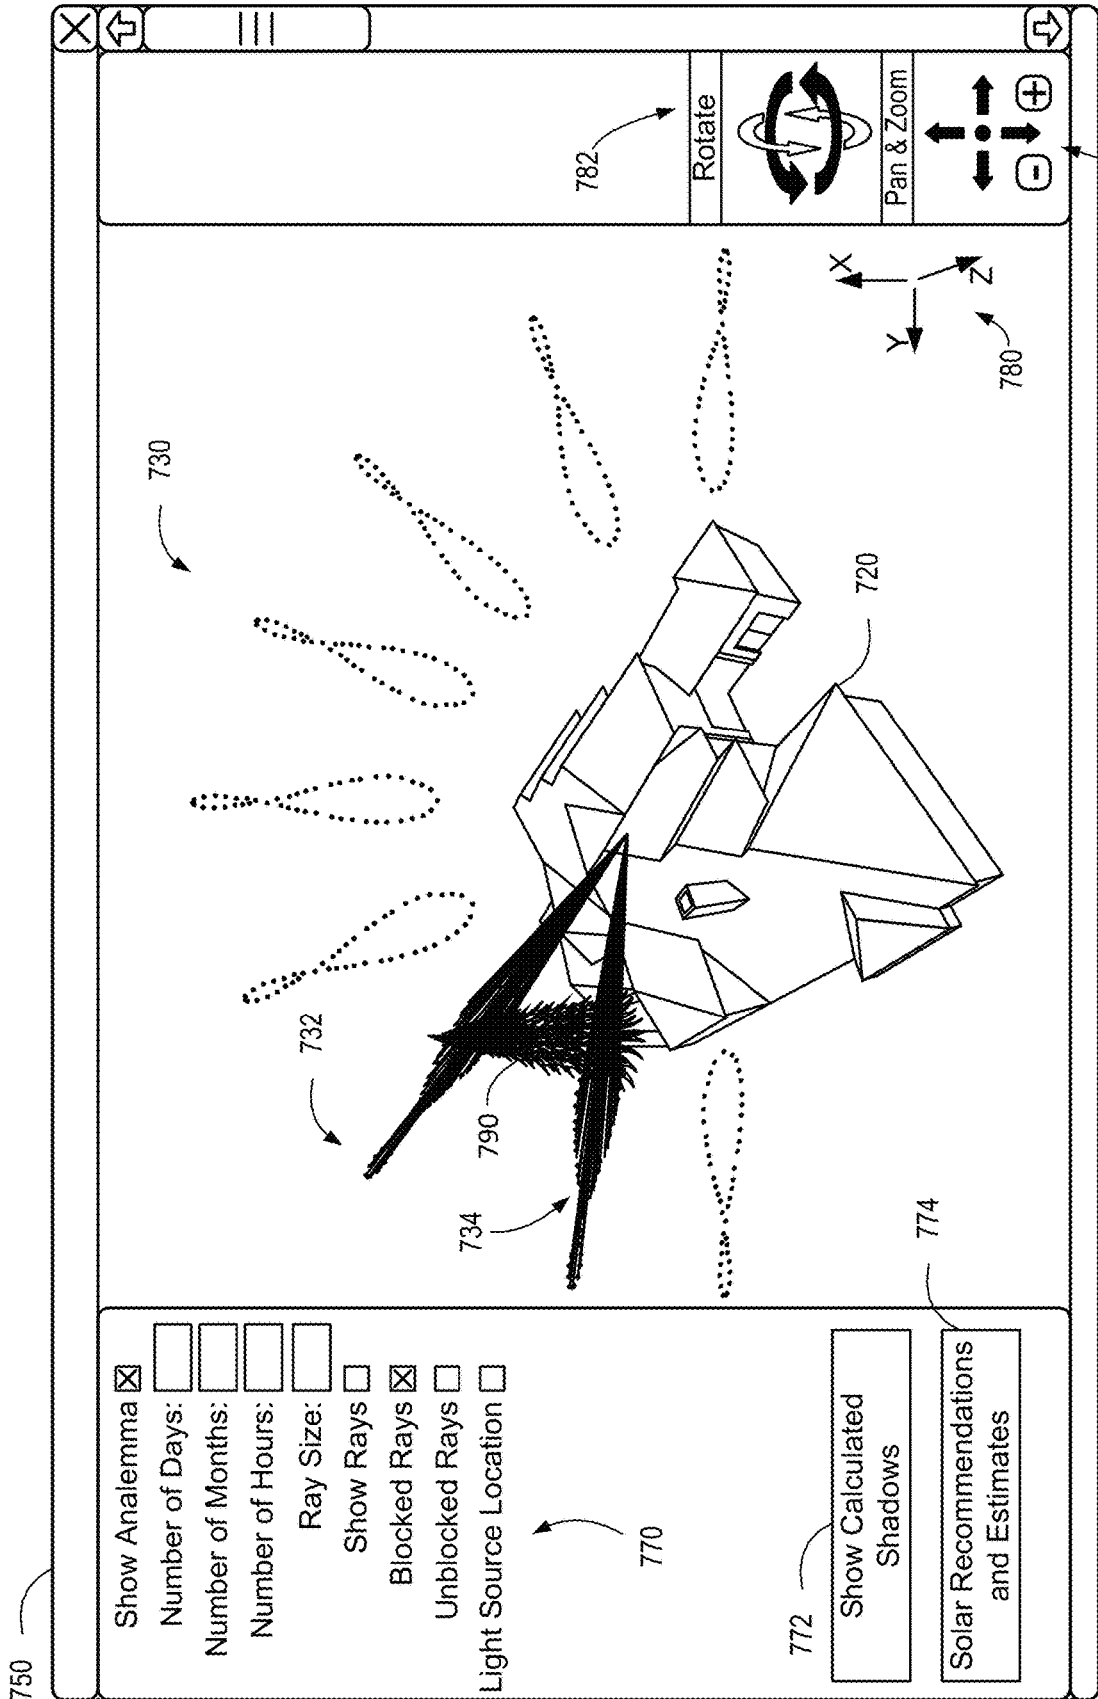 750
Show Analemma
Number of Days:
Number of Months:
Number of Hours:
Ray Size:
Show Rays
Blocked Rays
Unblocked Rays
Light Source Location
770
772
Show Calculated
Shadows
774
Solar Recommendations
and Estimates
730
732
790
734
720
X
Y
Z
780
782
Rotate
Pan & Zoom